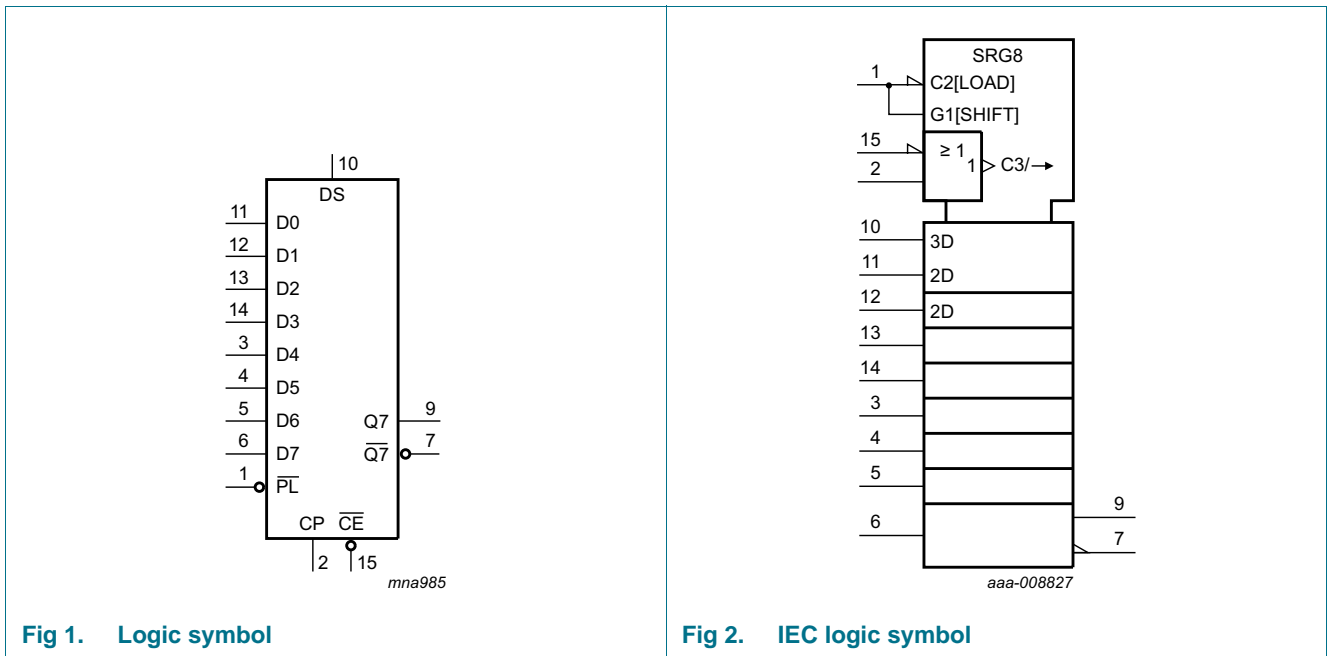 10
DS
11 D0
12 D1
13 D2
14 D3
3 D4
4 D5
5 D6 Q7 9
6 D7 Q̅7̅ 7
1 P̅L̅
CP C̅E̅
2 15
mna985
Fig 1. Logic symbol
SRG8
1 C2[LOAD]
G1[SHIFT]
15 ≥ 1
2 1 C3/→
10 3D
11 2D
12 2D
13
14
3
4
5
6 9
7
aaa-008827
Fig 2. IEC logic symbol